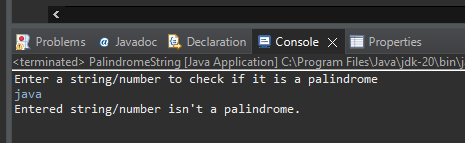 Problems @ Javadoc Declaration Console Properties
<terminated> PalindromeString [Java Application] C:\Program Files\Java\jdk-20\bin\j
Enter a string/number to check if it is a palindrome
java
Entered string/number isn't a palindrome.